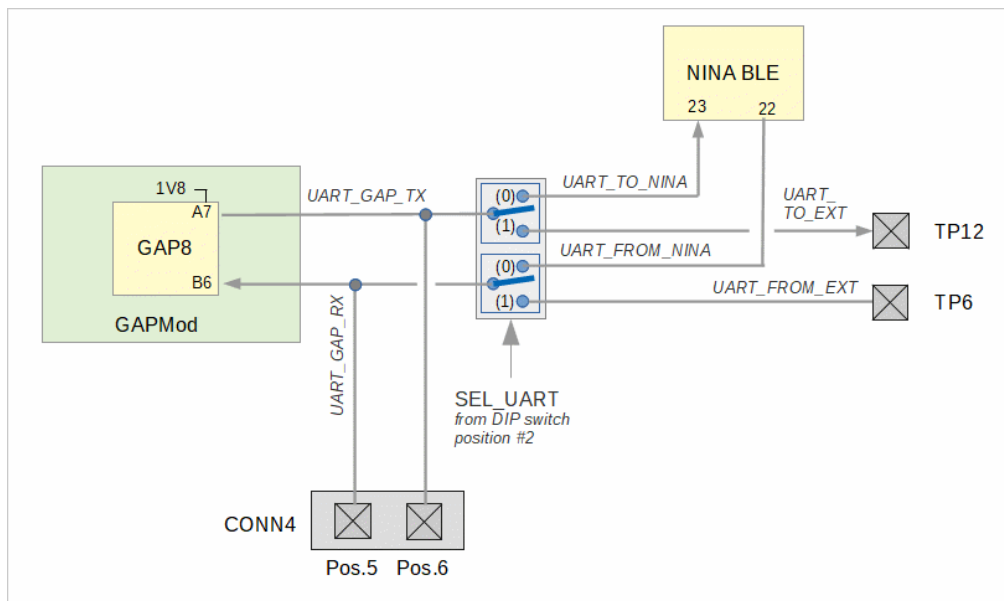 NINA BLE
23
22
1V8
A7
GAP8
B6
GAPMod
UART_GAP_TX
(0)
(1)
(0)
(1)
UART_TO_NINA
UART_
TO_EXT
UART_FROM_NINA
UART_FROM_EXT
TP12
TP6
UART_GAP_RX
SEL_UART
from DIP switch
position #2
CONN4
Pos.5
Pos.6